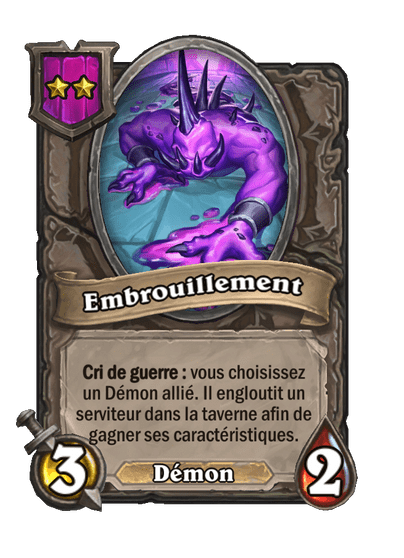 Embrouillement
Cri de guerre : vous choisissez
un Démon allié. Il engloutit un
serviteur dans la taverne afin de
gagner ses caractéristiques.
3
Démon
2